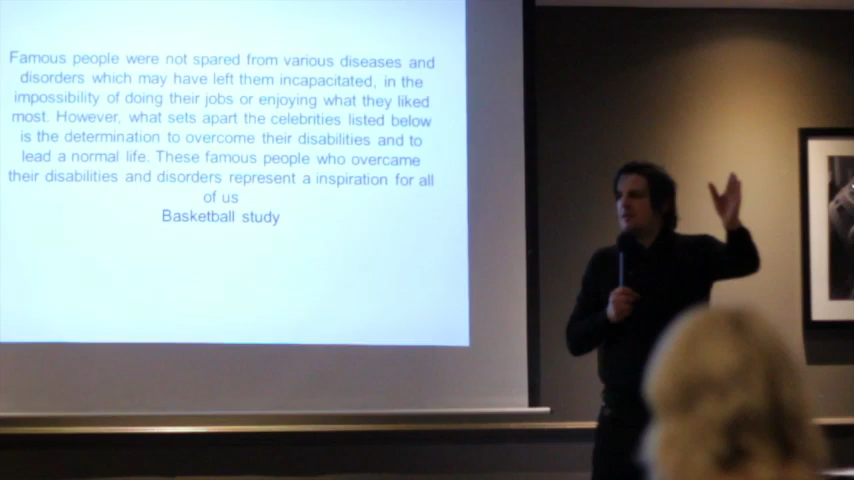 Famous people were not spared from various diseases and
disorders which may have left them incapacitated, in the
impossibility of doing their jobs or enjoying what they liked
most. However, what sets apart the celebrities listed below
is the determination to overcome their disabilities and to
lead a normal life. These famous people who overcame
their disabilities and disorders represent a inspiration for all
of us
Basketball study